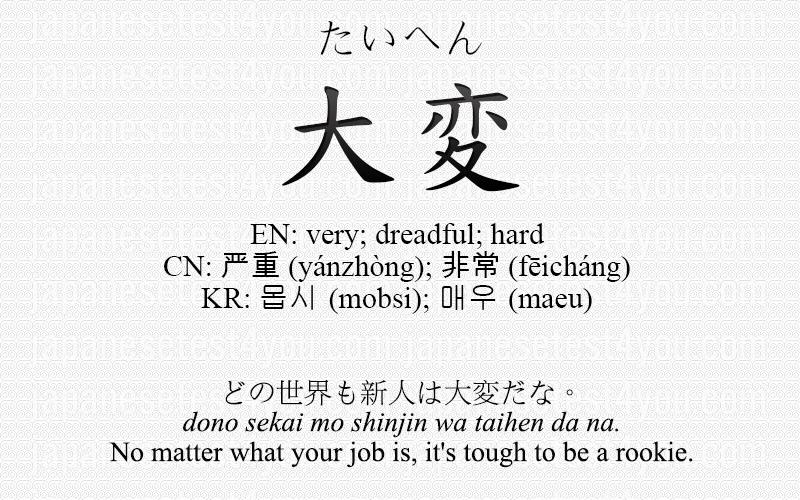 たいへん
大変
EN: very; dreadful; hard
CN: 严重 (yánzhòng); 非常 (fēicháng)
KR: 몹시 (mobsi); 매우 (maeu)
どの世界も新人は大変だな。
dono sekai mo shinjin wa taihen da na.
No matter what your job is, it's tough to be a rookie.